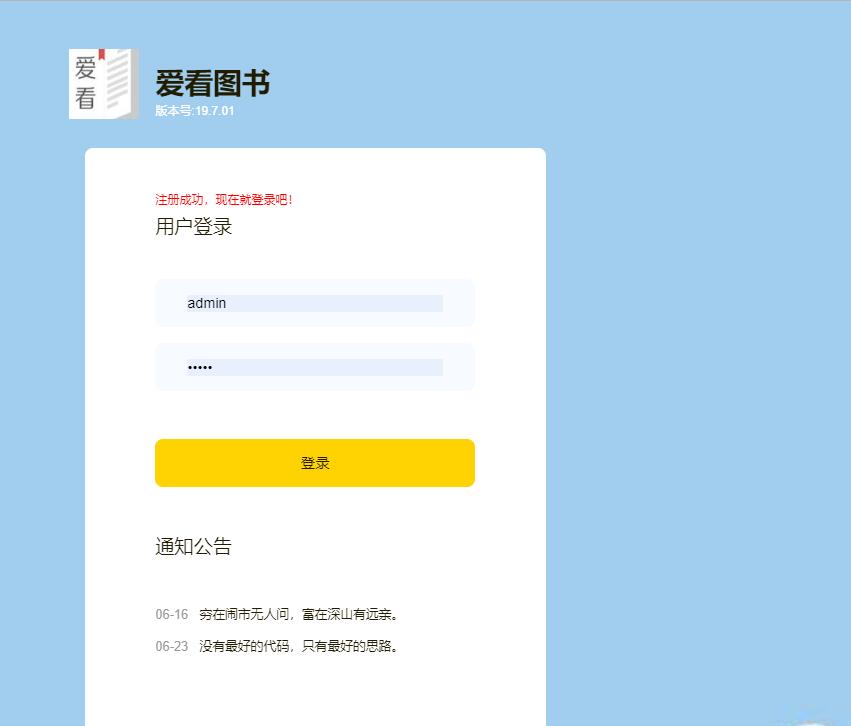 爱看
爱看图书
版本号:19.7.01
注册成功，现在就登录吧！
用户登录
admin
•••••
登录
通知公告
06-16 穷在闹市无人问，富在深山有远亲。
06-23 没有最好的代码，只有最好的思路。